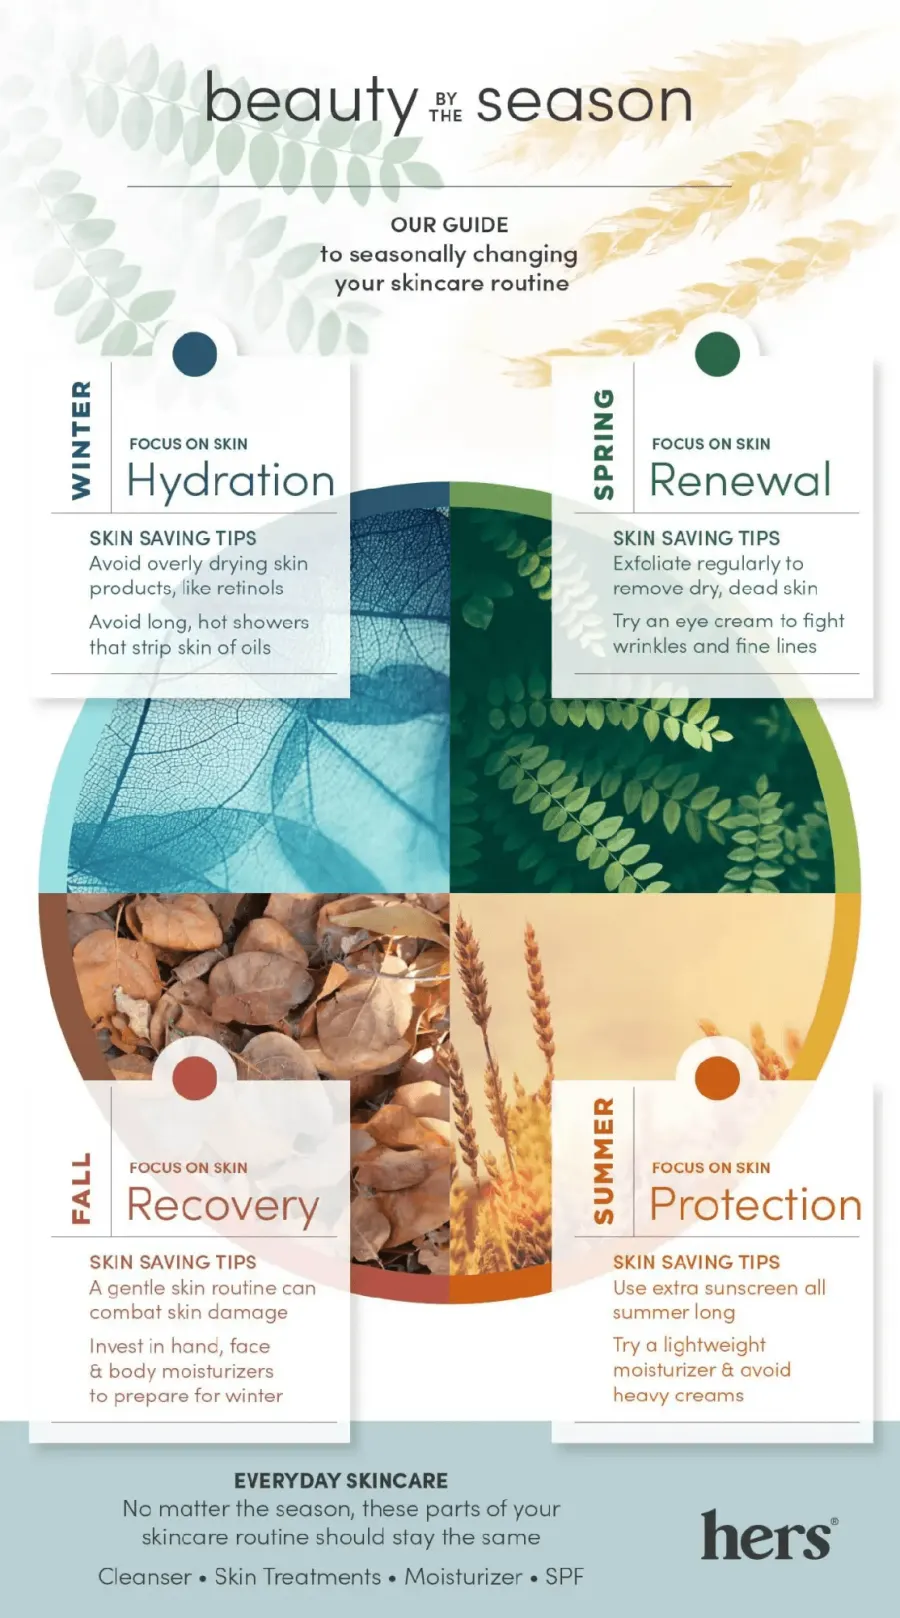 beauty BY THE season
OUR GUIDE
to seasonally changing
your skincare routine
WINTER
FOCUS ON SKIN
Hydration
SKIN SAVING TIPS
Avoid overly drying skin
products, like retinols
Avoid long, hot showers
that strip skin of oils
SPRING
FOCUS ON SKIN
Renewal
SKIN SAVING TIPS
Exfoliate regularly to
remove dry, dead skin
Try an eye cream to fight
wrinkles and fine lines
FALL
FOCUS ON SKIN
Recovery
SKIN SAVING TIPS
A gentle skin routine can
combat skin damage
Invest in hand, face
& body moisturizers
to prepare for winter
SUMMER
FOCUS ON SKIN
Protection
SKIN SAVING TIPS
Use extra sunscreen all
summer long
Try a lightweight
moisturizer & avoid
heavy creams
EVERYDAY SKINCARE
No matter the season, these parts of your
skincare routine should stay the same
Cleanser • Skin Treatments • Moisturizer • SPF
hers®